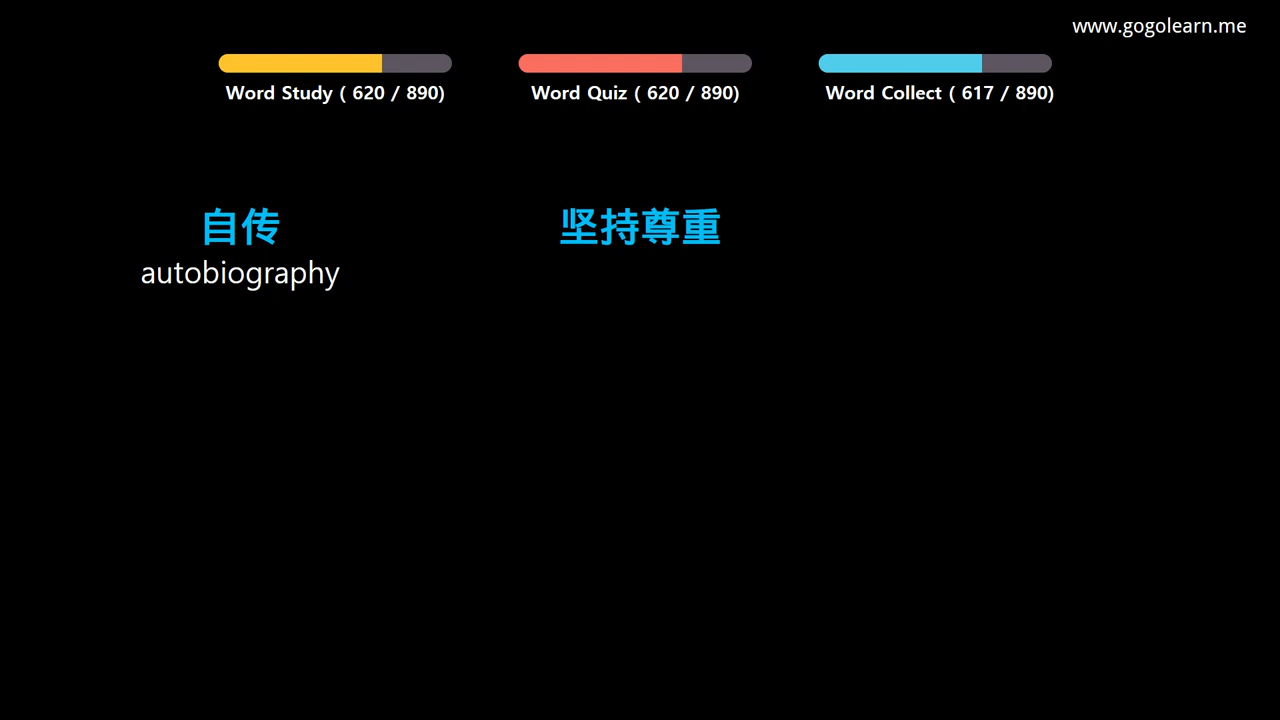 www.gogolearn.me
Word Study ( 620 / 890)
Word Quiz ( 620 / 890)
Word Collect ( 617 / 890)
自传
autobiography
坚持尊重